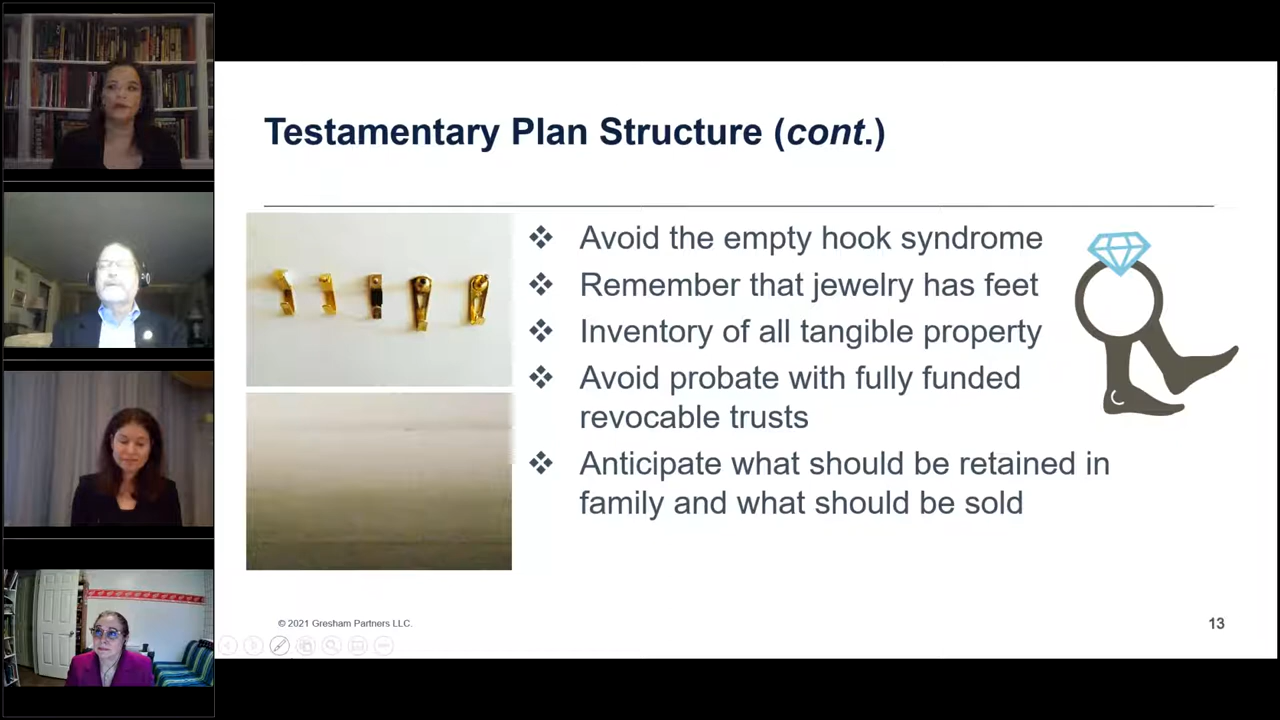 Testamentary Plan Structure (cont.)
❖ Avoid the empty hook syndrome
❖ Remember that jewelry has feet
❖ Inventory of all tangible property
❖ Avoid probate with fully funded
revocable trusts
❖ Anticipate what should be retained in
family and what should be sold
© 2021 Gresham Partners LLC.
13